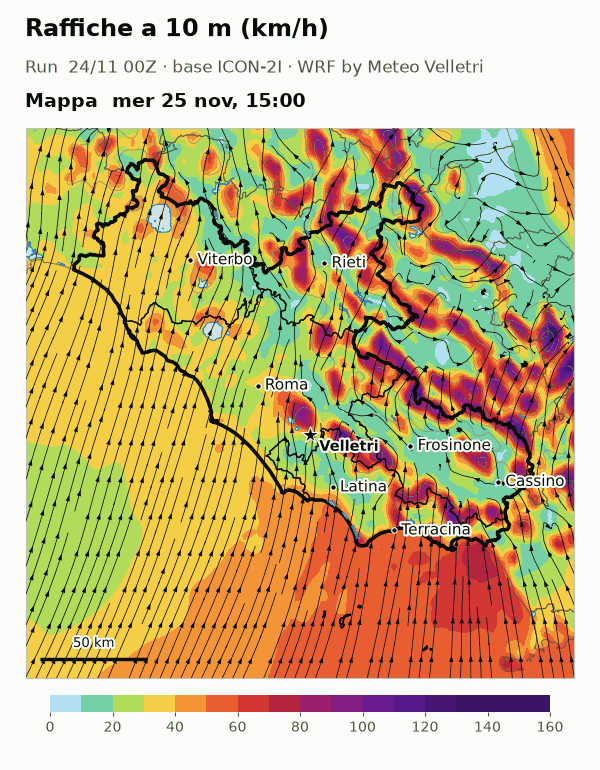 Raffiche a 10 m (km/h)
Run  24/11 00Z · base ICON-2I · WRF by Meteo Velletri
Mappa  mer 25 nov, 15:00
Viterbo
Rieti
Roma
Velletri
Frosinone
Cassino
Latina
Terracina
50 km
0 20 40 60 80 100 120 140 160